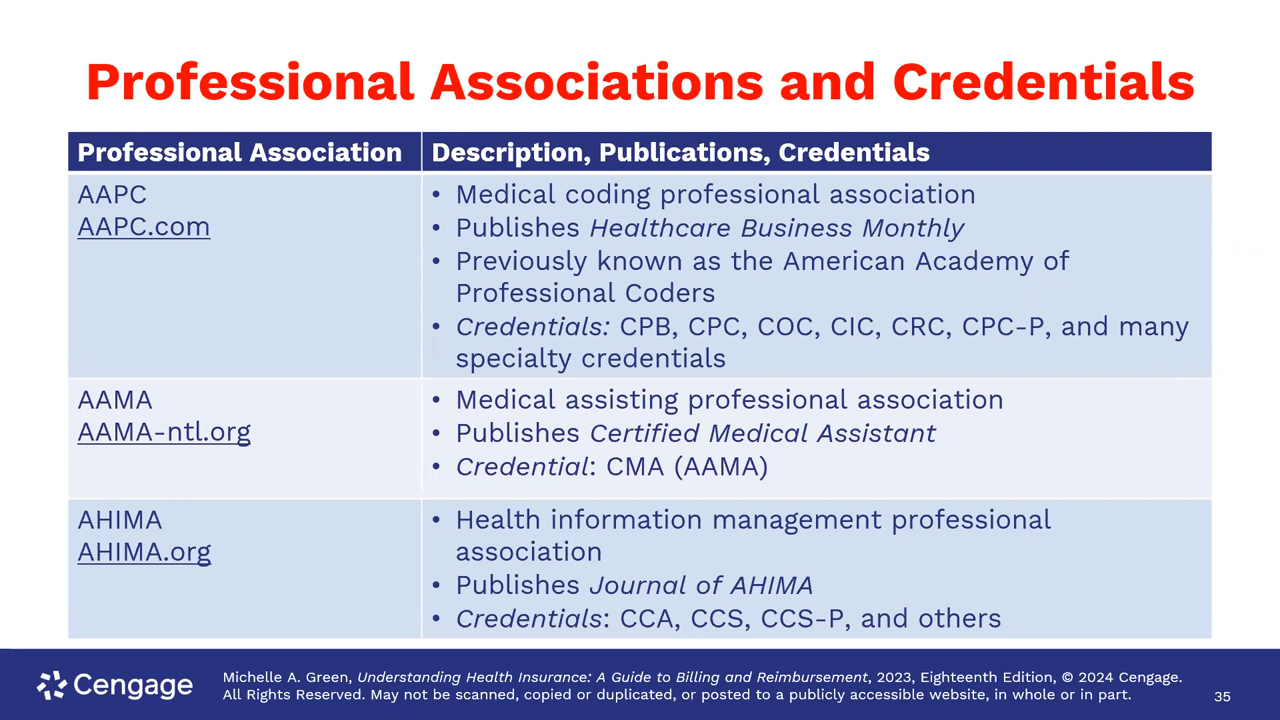 Professional Associations and Credentials
Professional Association
Description, Publications, Credentials
AAPC
AAPC.com
• Medical coding professional association
• Publishes Healthcare Business Monthly
• Previously known as the American Academy of
Professional Coders
• Credentials: CPB, CPC, COC, CIC, CRC, CPC-P, and many
specialty credentials
AAMA
AAMA-ntl.org
• Medical assisting professional association
• Publishes Certified Medical Assistant
• Credential: CMA (AAMA)
AHIMA
AHIMA.org
• Health information management professional
association
• Publishes Journal of AHIMA
• Credentials: CCA, CCS, CCS-P, and others
Cengage
Michelle A. Green, Understanding Health Insurance: A Guide to Billing and Reimbursement, 2023, Eighteenth Edition, © 2024 Cengage.
All Rights Reserved. May not be scanned, copied or duplicated, or posted to a publicly accessible website, in whole or in part.
35